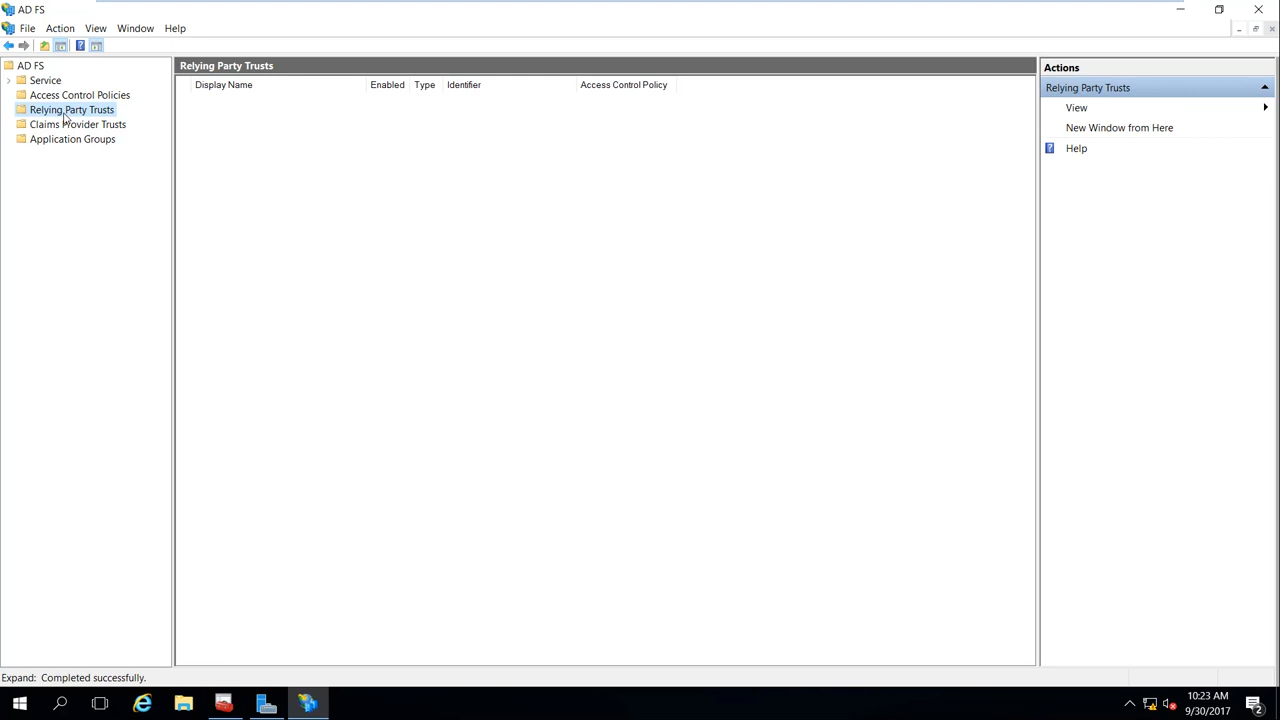 AD FS
File Action View Window Help
AD FS
Service
Access Control Policies
Relying Party Trusts
Claims Provider Trusts
Application Groups
Relying Party Trusts
Display Name Enabled Type Identifier Access Control Policy
Actions
Relying Party Trusts
View
New Window from Here
Help
Expand: Completed successfully.
10:23 AM
9/30/2017
2